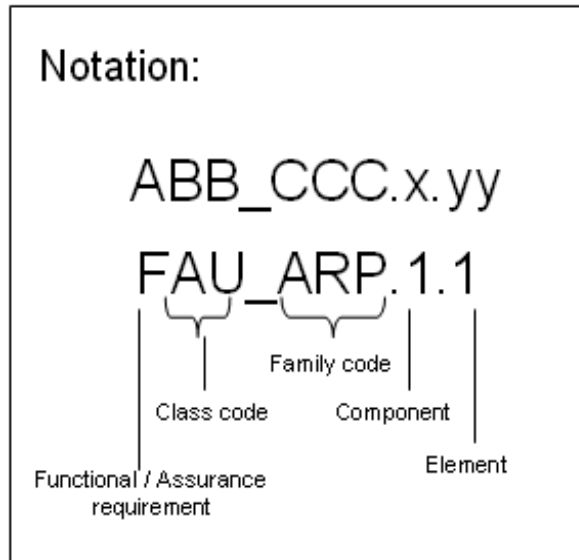 Notation:
ABB_CCC.x.yy
FAU_ARP.1.1
Family code
Class code
Component
Element
Functional / Assurance
requirement